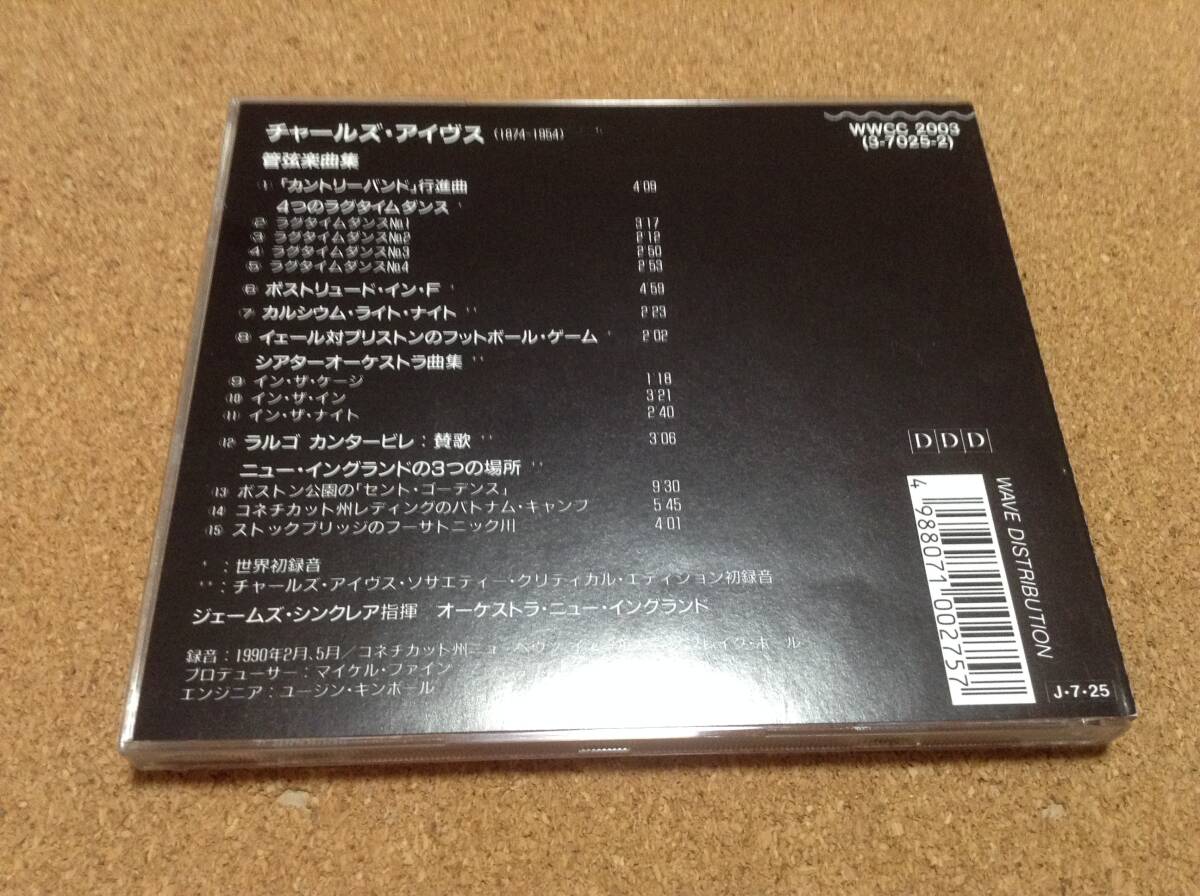 チャールズ・アイヴス (1874-1954)
管弦楽曲集
WWCC 2003
(3-7025-2)
(1) 「カントリーバンド」行進曲 4'09
4つのラグタイムダンス '
(2) ラグタイムダンスNo.1 3'17
(3) ラグタイムダンスNo.2 2'12
(4) ラグタイムダンスNo.3 2'50
(5) ラグタイムダンスNo.4 2'53
(6) ポストリュード・イン・F ' 4'59
(7) カルシウム・ライト・ナイト '' 2'23
(8) イェール対プリストンのフットボール・ゲーム ' 2'02
シアターオーケストラ曲集 ''
(9) イン・ザ・ケージ 1'18
(10) イン・ザ・イン 3'21
(11) イン・ザ・ナイト 2'40
(12) ラルゴ カンタービレ : 賛歌 '' 3'06
ニュー・イングランドの3つの場所 ''
(13) ボストン公園の「セント・ゴーデンス」 9'30
(14) コネチカット州レディングのパトナム・キャンプ 5'45
(15) ストックブリッジのフーサトニック川 4'01
' : 世界初録音
'' : チャールズ・アイヴス・ソサエティー・クリティカル・エディション初録音
ジェームズ・シンクレア指揮 オーケストラ・ニュー・イングランド
録音 : 1990年2月、5月/コネチカット州ニューヘヴン
プロデューサー : マイケル・ファイン
エンジニア : ユージン・キンボール
DDD
WAVE DISTRIBUTION
4 988071 002757
J・7・25